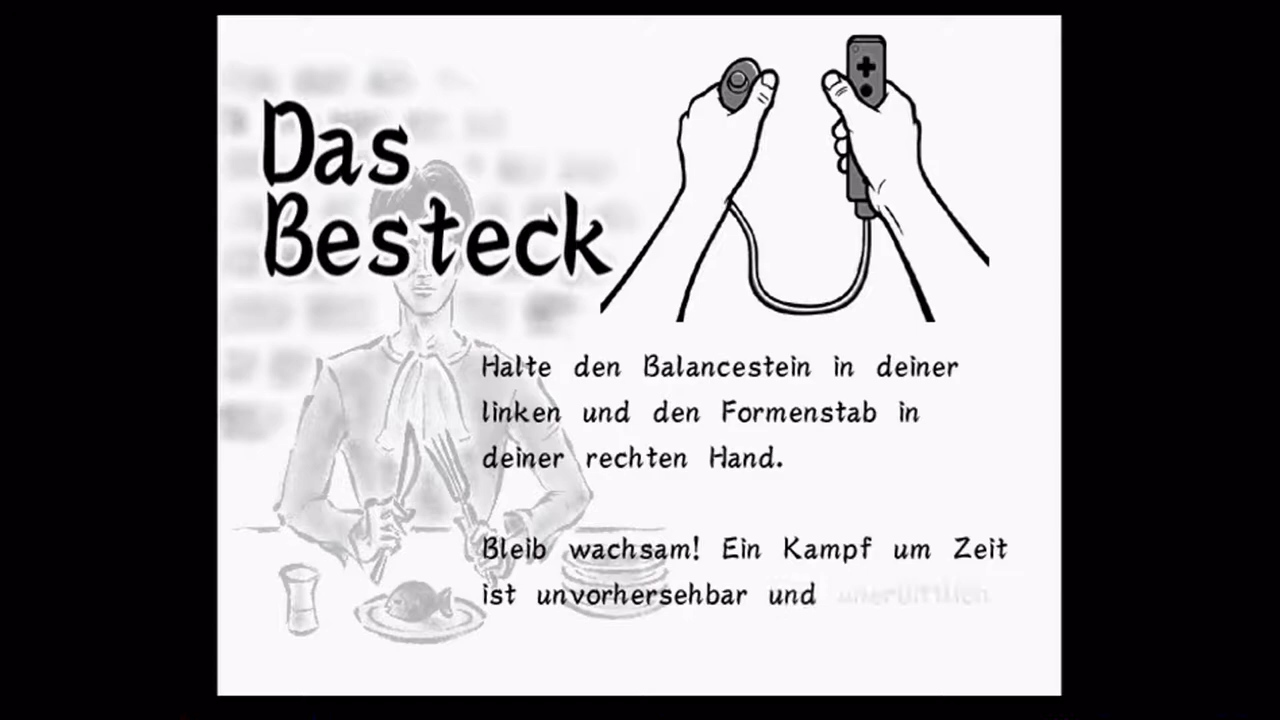 Das
Besteck
Halte den Balancestein in deiner
linken und den Formenstab in
deiner rechten Hand.
Bleib wachsam! Ein Kampf um Zeit
ist unvorhersehbar und